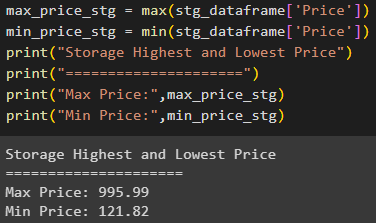 max_price_stg = max(stg_dataframe['Price'])
min_price_stg = min(stg_dataframe['Price'])
print("Storage Highest and Lowest Price")
print("=====================")
print("Max Price:",max_price_stg)
print("Min Price:",min_price_stg)
Storage Highest and Lowest Price
=====================
Max Price: 995.99
Min Price: 121.82